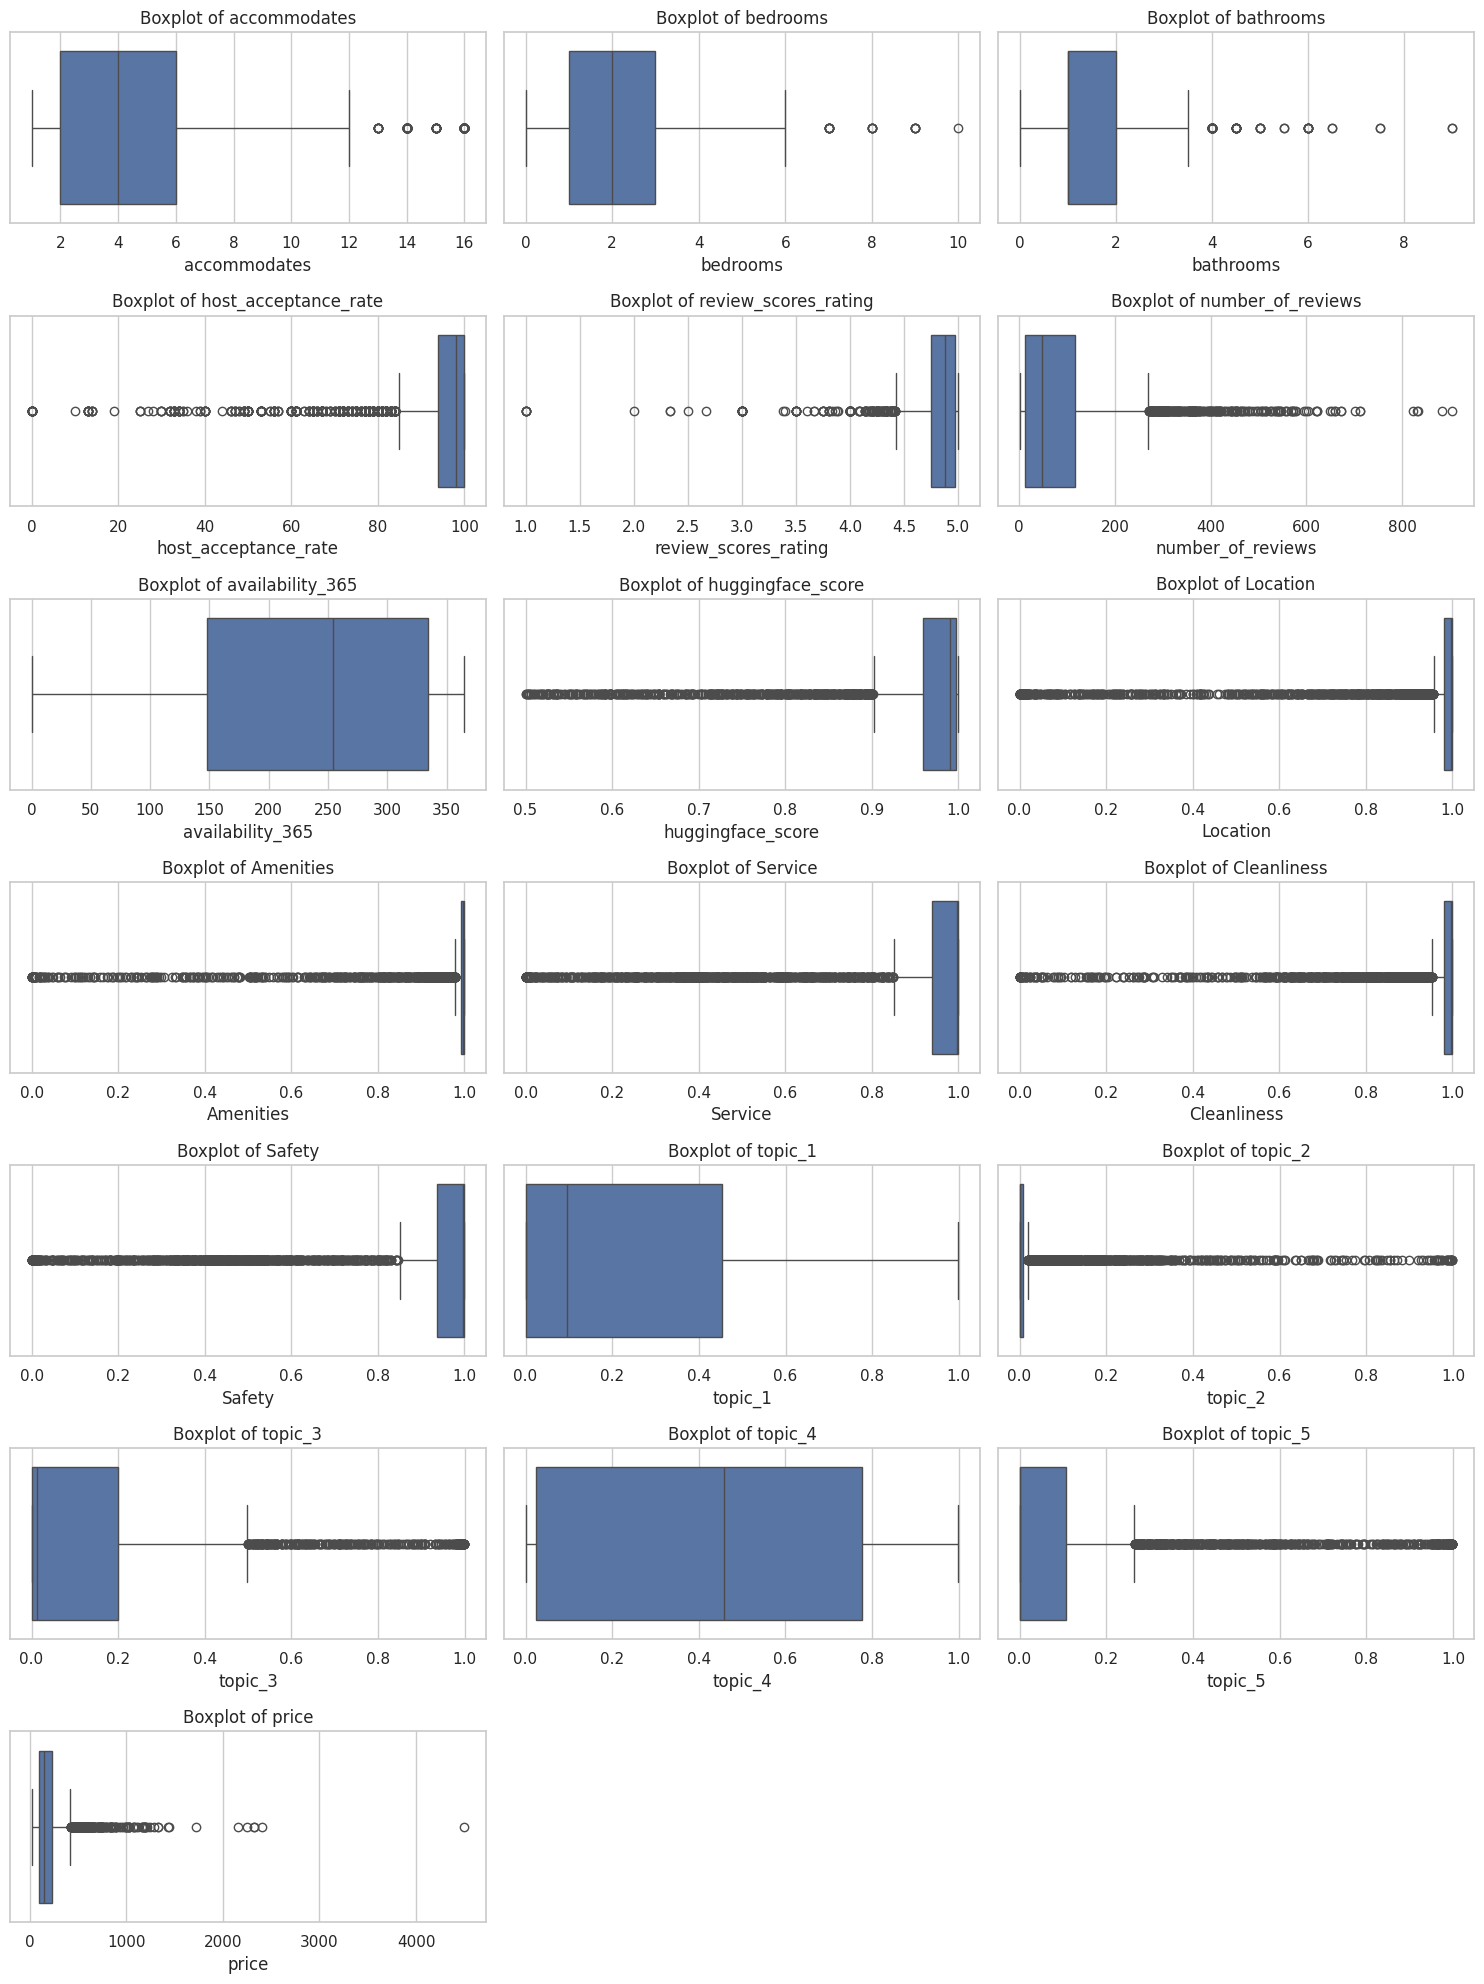 Boxplot of accommodates Boxplot of bedrooms Boxplot of bathrooms
2 4 6 8 10 12 14 16 0 2 4 6 8 10 0 2 4 6 8
accommodates bedrooms bathrooms
Boxplot of host_acceptance_rate Boxplot of review_scores_rating Boxplot of number_of_reviews
0 20 40 60 80 100 1.0 1.5 2.0 2.5 3.0 3.5 4.0 4.5 5.0 0 200 400 600 800
host_acceptance_rate review_scores_rating number_of_reviews
Boxplot of availability_365 Boxplot of huggingface_score Boxplot of Location
0 50 100 150 200 250 300 350 0.5 0.6 0.7 0.8 0.9 1.0 0.0 0.2 0.4 0.6 0.8 1.0
availability_365 huggingface_score Location
Boxplot of Amenities Boxplot of Service Boxplot of Cleanliness
0.0 0.2 0.4 0.6 0.8 1.0 0.0 0.2 0.4 0.6 0.8 1.0 0.0 0.2 0.4 0.6 0.8 1.0
Amenities Service Cleanliness
Boxplot of Safety Boxplot of topic_1 Boxplot of topic_2
0.0 0.2 0.4 0.6 0.8 1.0 0.0 0.2 0.4 0.6 0.8 1.0 0.0 0.2 0.4 0.6 0.8 1.0
Safety topic_1 topic_2
Boxplot of topic_3 Boxplot of topic_4 Boxplot of topic_5
0.0 0.2 0.4 0.6 0.8 1.0 0.0 0.2 0.4 0.6 0.8 1.0 0.0 0.2 0.4 0.6 0.8 1.0
topic_3 topic_4 topic_5
Boxplot of price
0 1000 2000 3000 4000
price